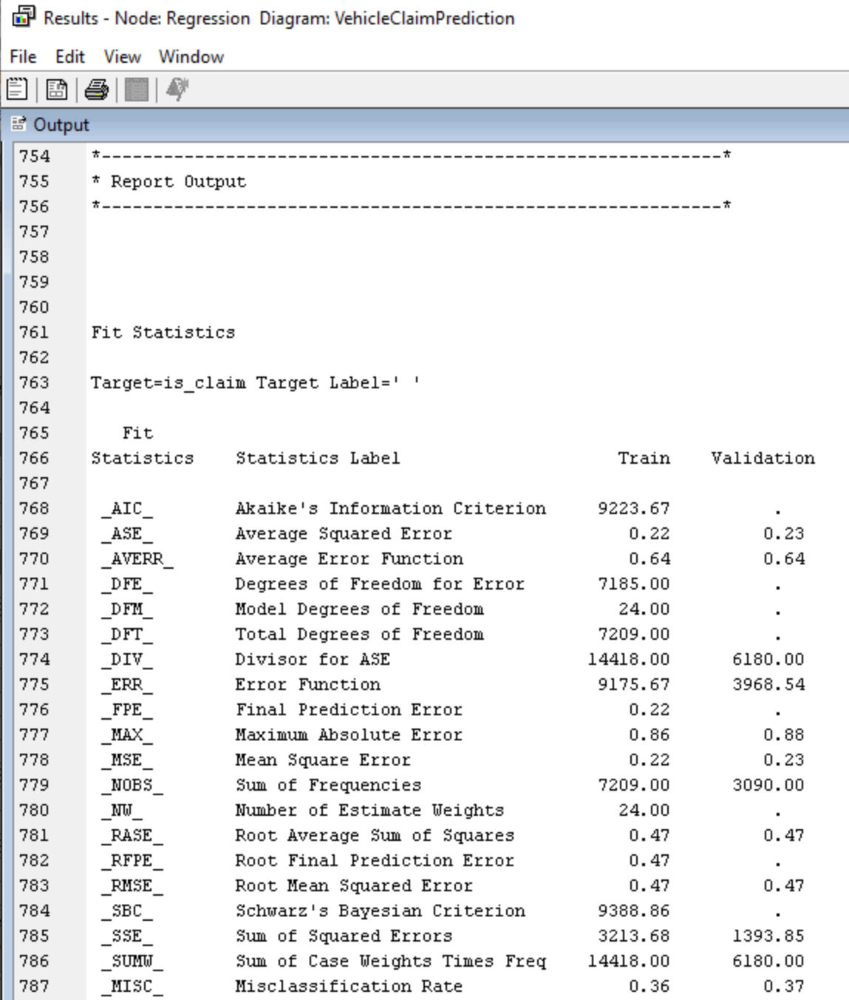 Results - Node: Regression  Diagram: VehicleClaimPrediction
File Edit View Window
Output
754 *------------------------------------------------------------*
755 * Report Output
756 *------------------------------------------------------------*
757
758
759
760
761 Fit Statistics
762
763 Target=is_claim Target Label=' '
764
765 Fit
766 Statistics Statistics Label Train Validation
767
768 _AIC_ Akaike's Information Criterion 9223.67 .
769 _ASE_ Average Squared Error 0.22 0.23
770 _AVERR_ Average Error Function 0.64 0.64
771 _DFE_ Degrees of Freedom for Error 7185.00 .
772 _DFM_ Model Degrees of Freedom 24.00 .
773 _DFT_ Total Degrees of Freedom 7209.00 .
774 _DIV_ Divisor for ASE 14418.00 6180.00
775 _ERR_ Error Function 9175.67 3968.54
776 _FPE_ Final Prediction Error 0.22 .
777 _MAX_ Maximum Absolute Error 0.86 0.88
778 _MSE_ Mean Square Error 0.22 0.23
779 _NOBS_ Sum of Frequencies 7209.00 3090.00
780 _NW_ Number of Estimate Weights 24.00 .
781 _RASE_ Root Average Sum of Squares 0.47 0.47
782 _RFPE_ Root Final Prediction Error 0.47 .
783 _RMSE_ Root Mean Squared Error 0.47 0.47
784 _SBC_ Schwarz's Bayesian Criterion 9388.86 .
785 _SSE_ Sum of Squared Errors 3213.68 1393.85
786 _SUMW_ Sum of Case Weights Times Freq 14418.00 6180.00
787 _MISC_ Misclassification Rate 0.36 0.37